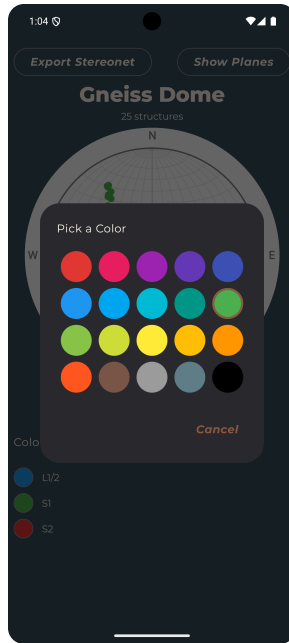 1:04
Export Stereonet
Show Planes
Gneiss Dome
25 structures
N
W
E
Pick a Color
Cancel
Colo
L1/2
S1
S2